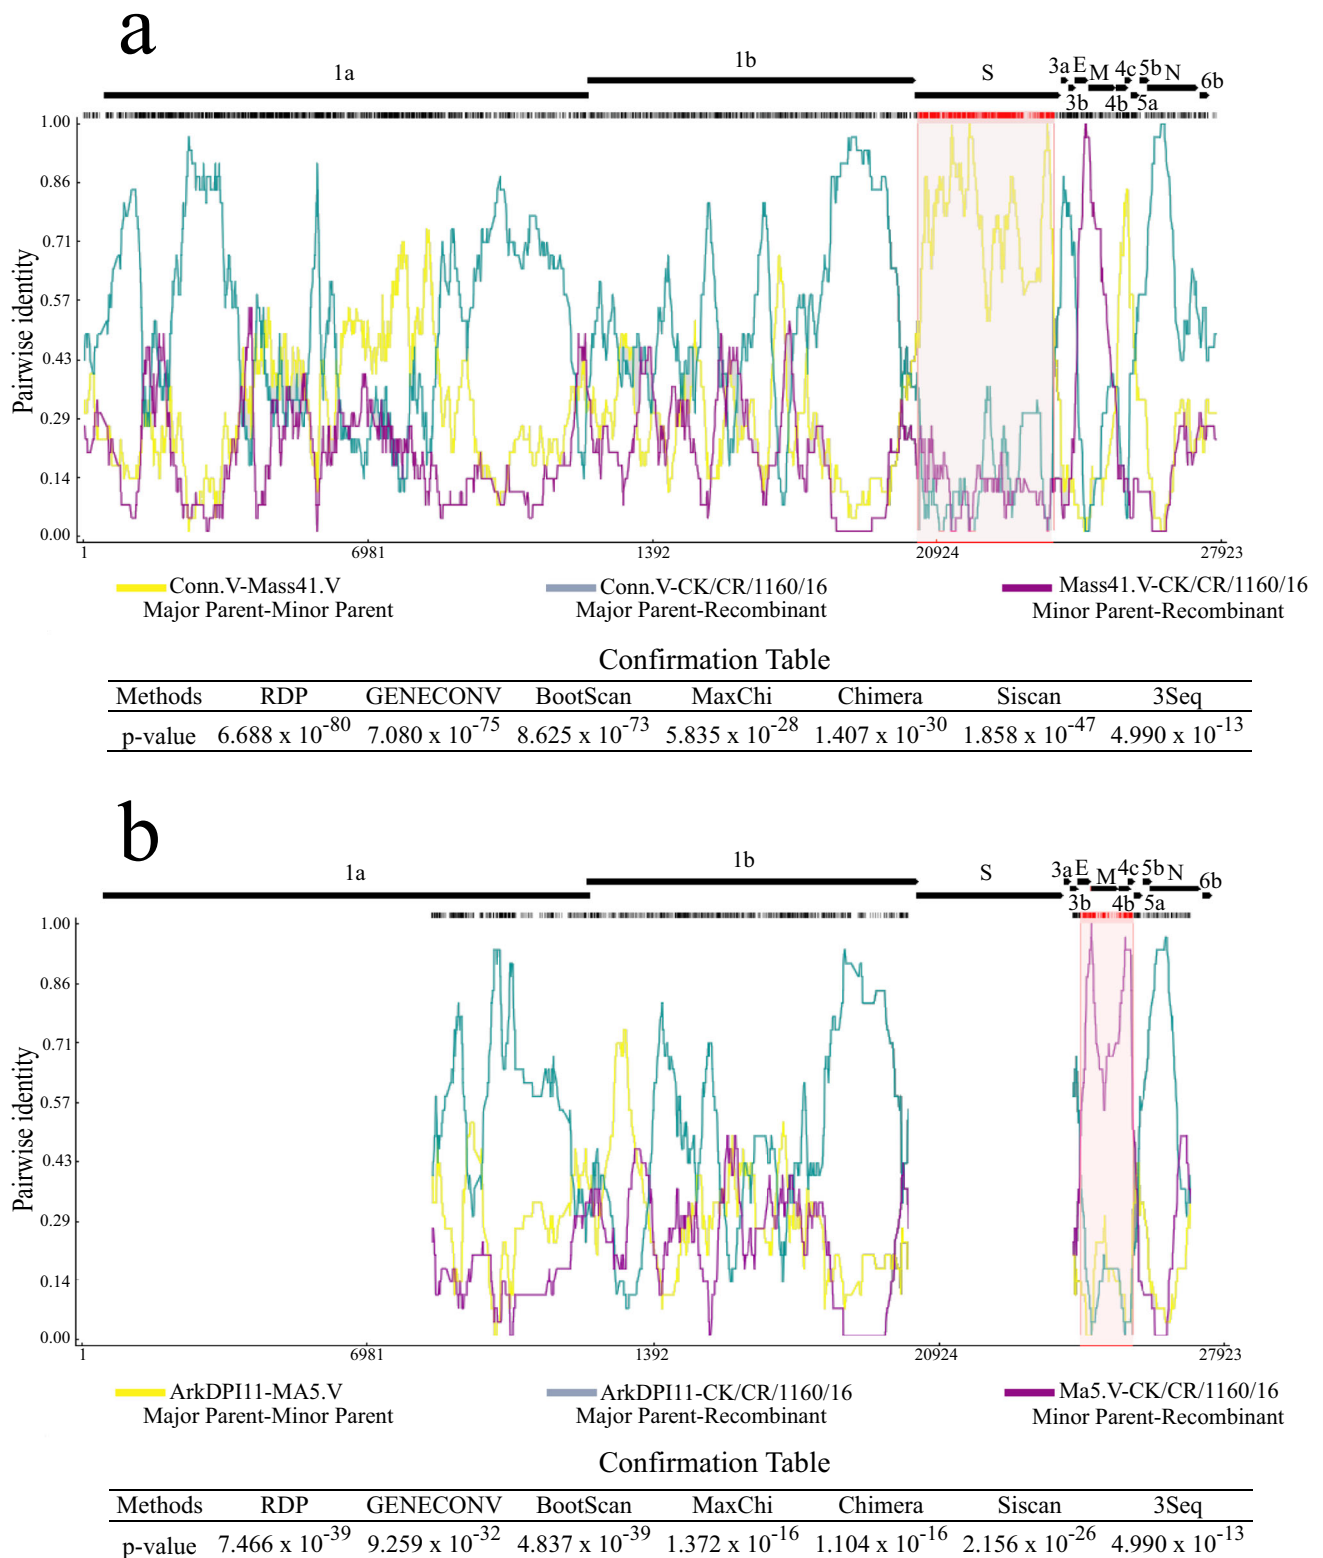 a
1a
1b
S
3a E M 4c 5b N 6b
3b 4b 5a
1.00
0.86
0.71
0.57
0.43
0.29
0.14
0.00
Pairwise identity
1 6981 1392 20924 27923
Conn.V-Mass41.V
Major Parent-Minor Parent
Conn.V-CK/CR/1160/16
Major Parent-Recombinant
Mass41.V-CK/CR/1160/16
Minor Parent-Recombinant
Confirmation Table
Methods RDP GENECONV BootScan MaxChi Chimera Siscan 3Seq
p-value 6.688 x 10-80 7.080 x 10-75 8.625 x 10-73 5.835 x 10-28 1.407 x 10-30 1.858 x 10-47 4.990 x 10-13
b
1a
1b
S
3a E M 4c 5b N 6b
3b 4b 5a
1.00
0.86
0.71
0.57
0.43
0.29
0.14
0.00
Pairwise identity
1 6981 1392 20924 27923
ArkDPI11-MA5.V
Major Parent-Minor Parent
ArkDPI11-CK/CR/1160/16
Major Parent-Recombinant
Ma5.V-CK/CR/1160/16
Minor Parent-Recombinant
Confirmation Table
Methods RDP GENECONV BootScan MaxChi Chimera Siscan 3Seq
p-value 7.466 x 10-39 9.259 x 10-32 4.837 x 10-39 1.372 x 10-16 1.104 x 10-16 2.156 x 10-26 4.990 x 10-13